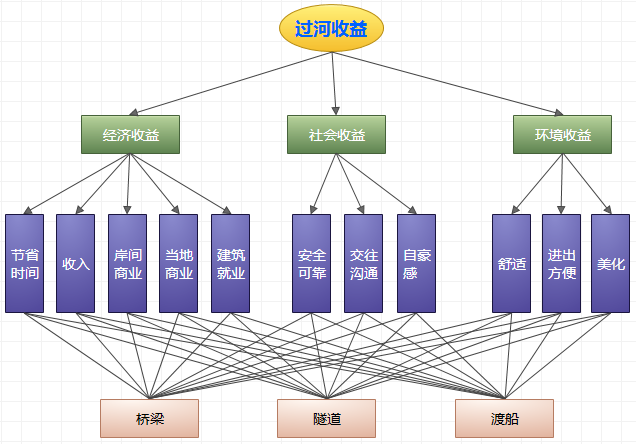 过河收益
经济收益
社会收益
环境收益
节省
时间
收入
岸间
商业
当地
商业
建筑
就业
安全
可靠
交往
沟通
自豪
感
舒适
进出
方便
美化
桥梁
隧道
渡船